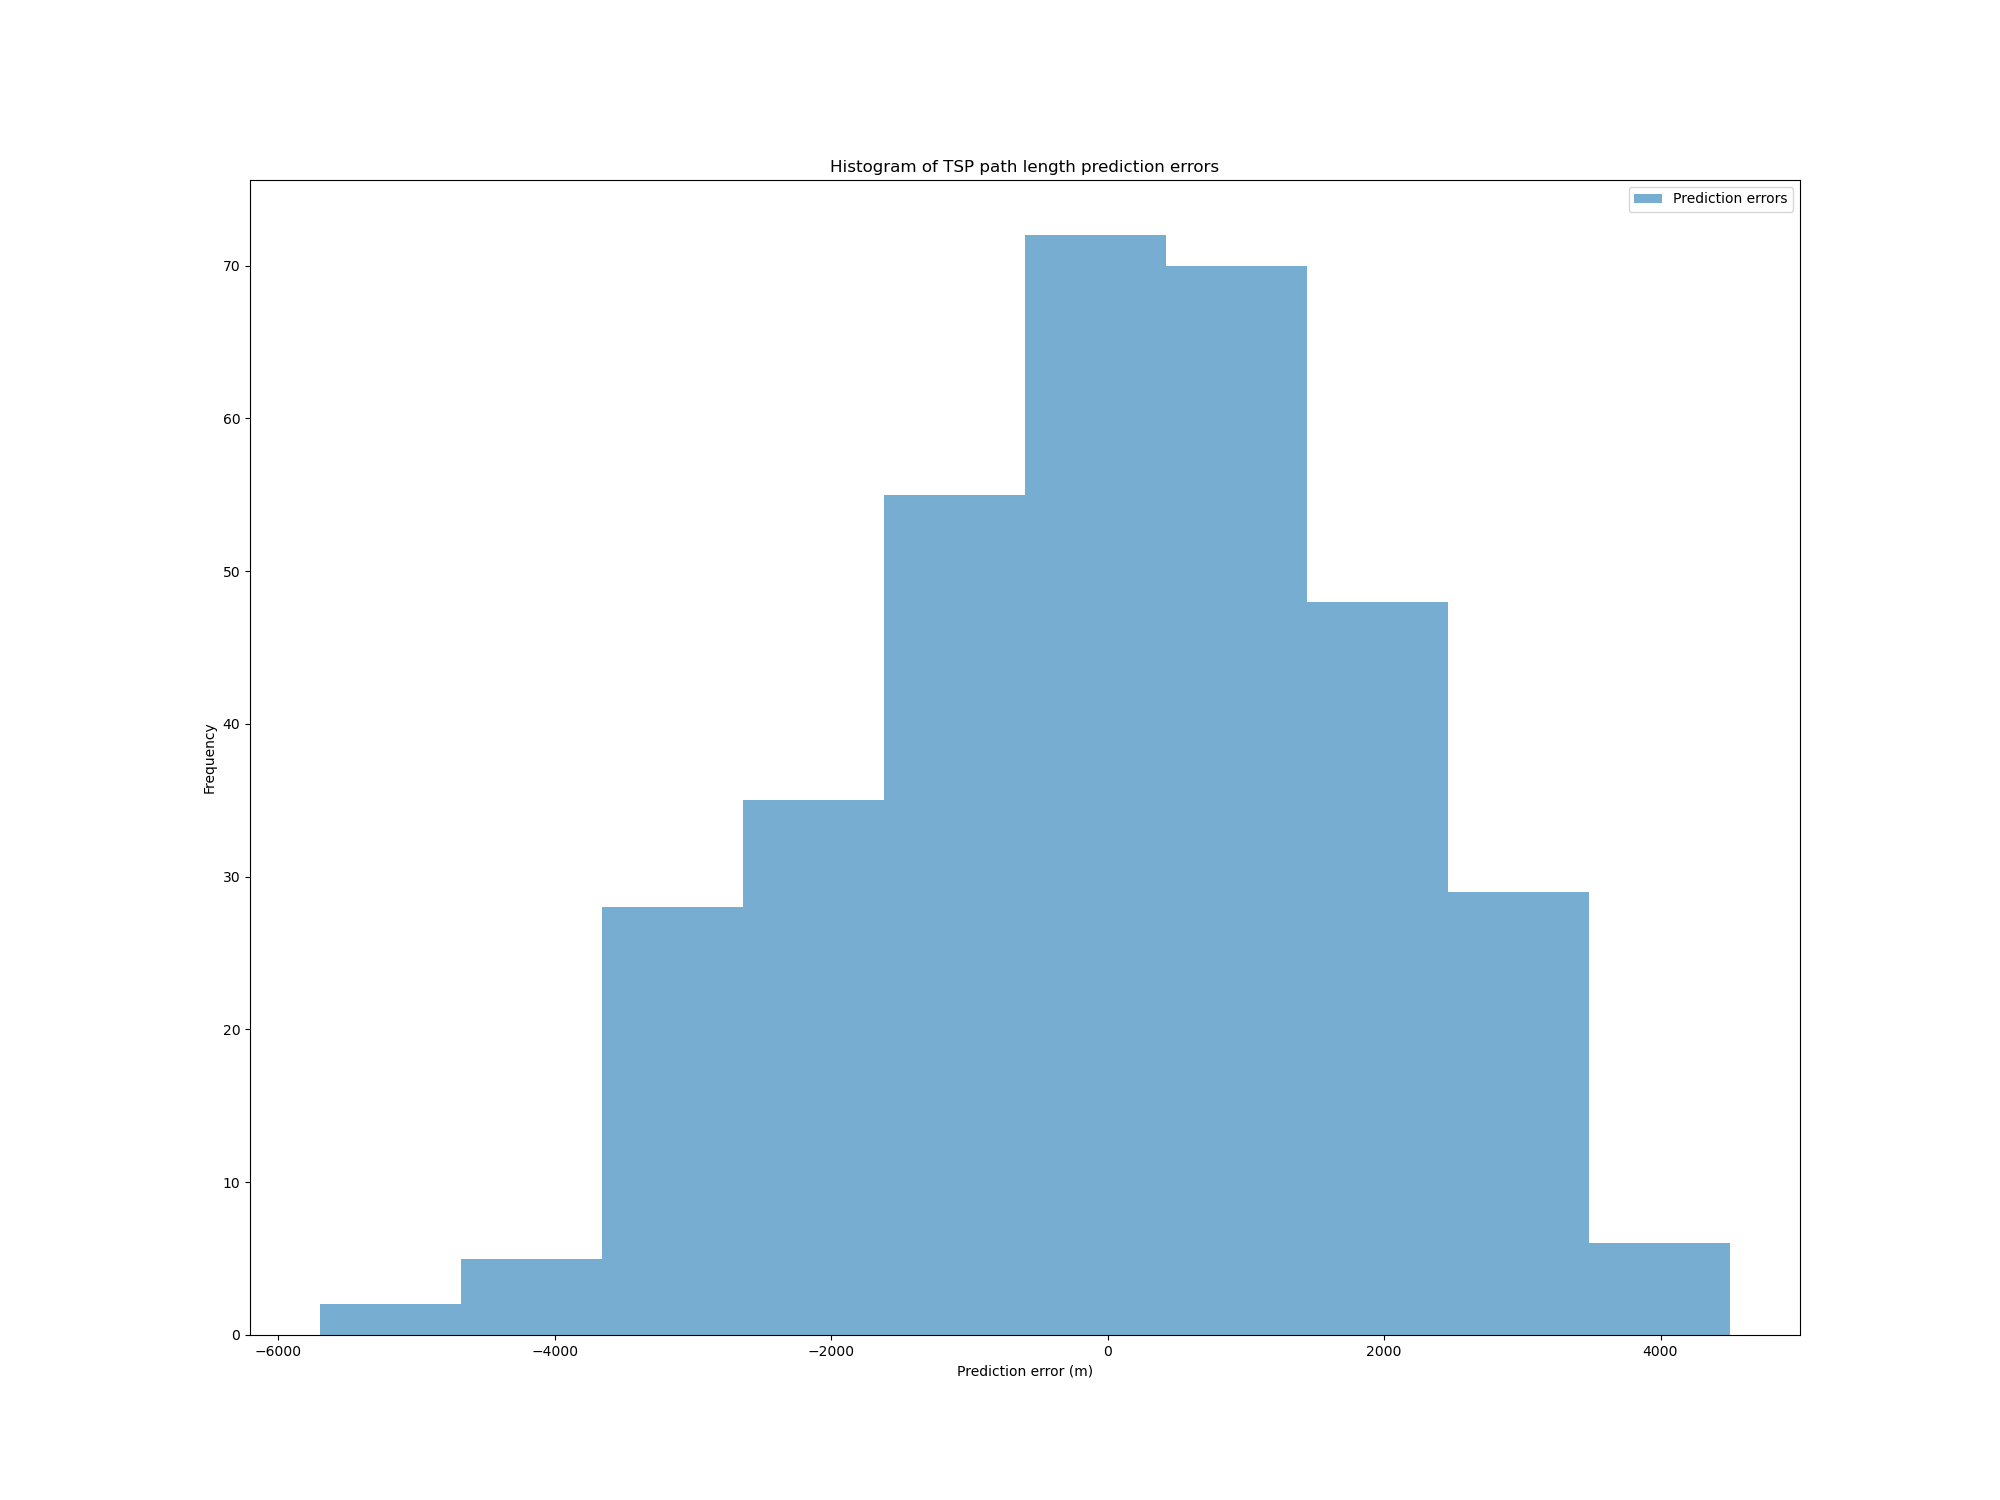 Histogram of TSP path length prediction errors
Prediction errors
70
60
50
40
30
20
10
0
Frequency
−6000 −4000 −2000 0 2000 4000
Prediction error (m)